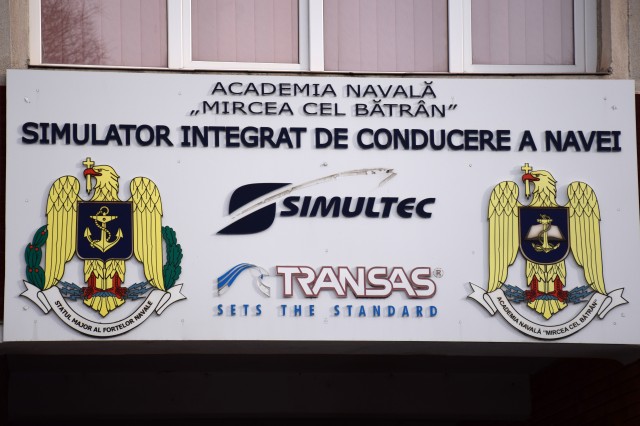 ACADEMIA NAVALĂ
„MIRCEA CEL BĂTRÂN”
SIMULATOR INTEGRAT DE CONDUCERE A NAVEI
SIMULTEC
TRANSAS®
SETS THE STANDARD
STATUL MAJOR AL FORTELOR NAVALE
ACADEMIA NAVALĂ "MIRCEA CEL BĂTRÂN"